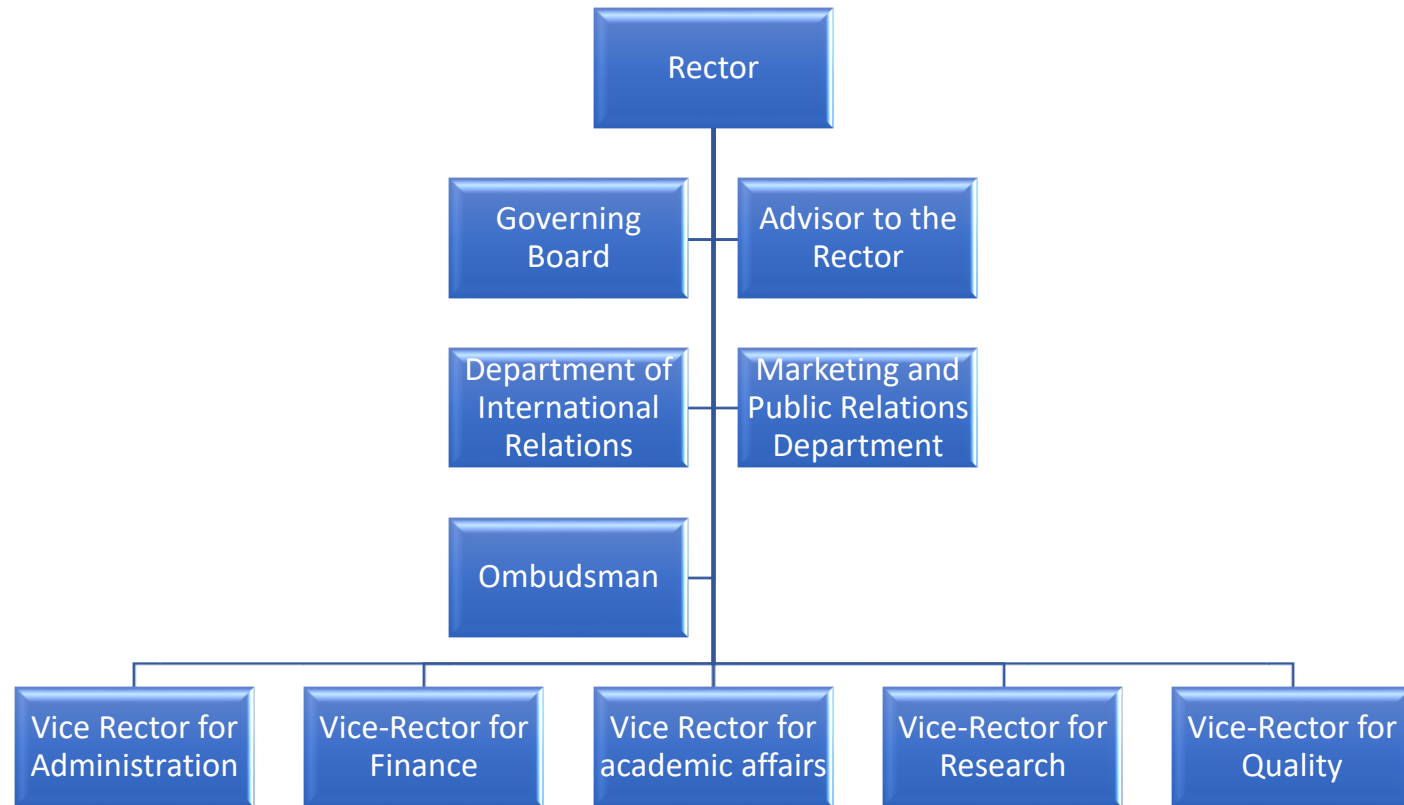 Rector
Governing
Board
Advisor to the
Rector
Department of
International
Relations
Marketing and
Public Relations
Department
Ombudsman
Vice Rector for
Administration
Vice-Rector for
Finance
Vice Rector for
academic affairs
Vice-Rector for
Research
Vice-Rector for
Quality